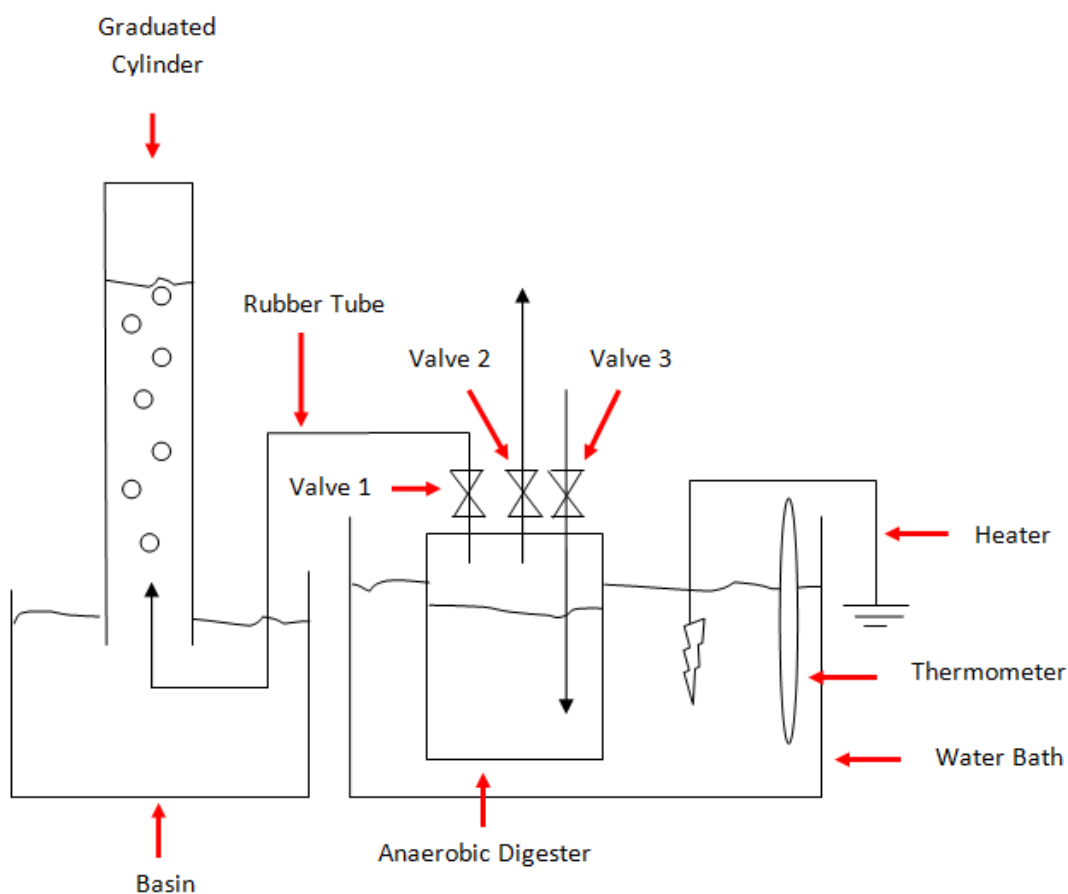 Graduated
Cylinder
Rubber Tube
Valve 2
Valve 3
Valve 1
Heater
Thermometer
Water Bath
Anaerobic Digester
Basin